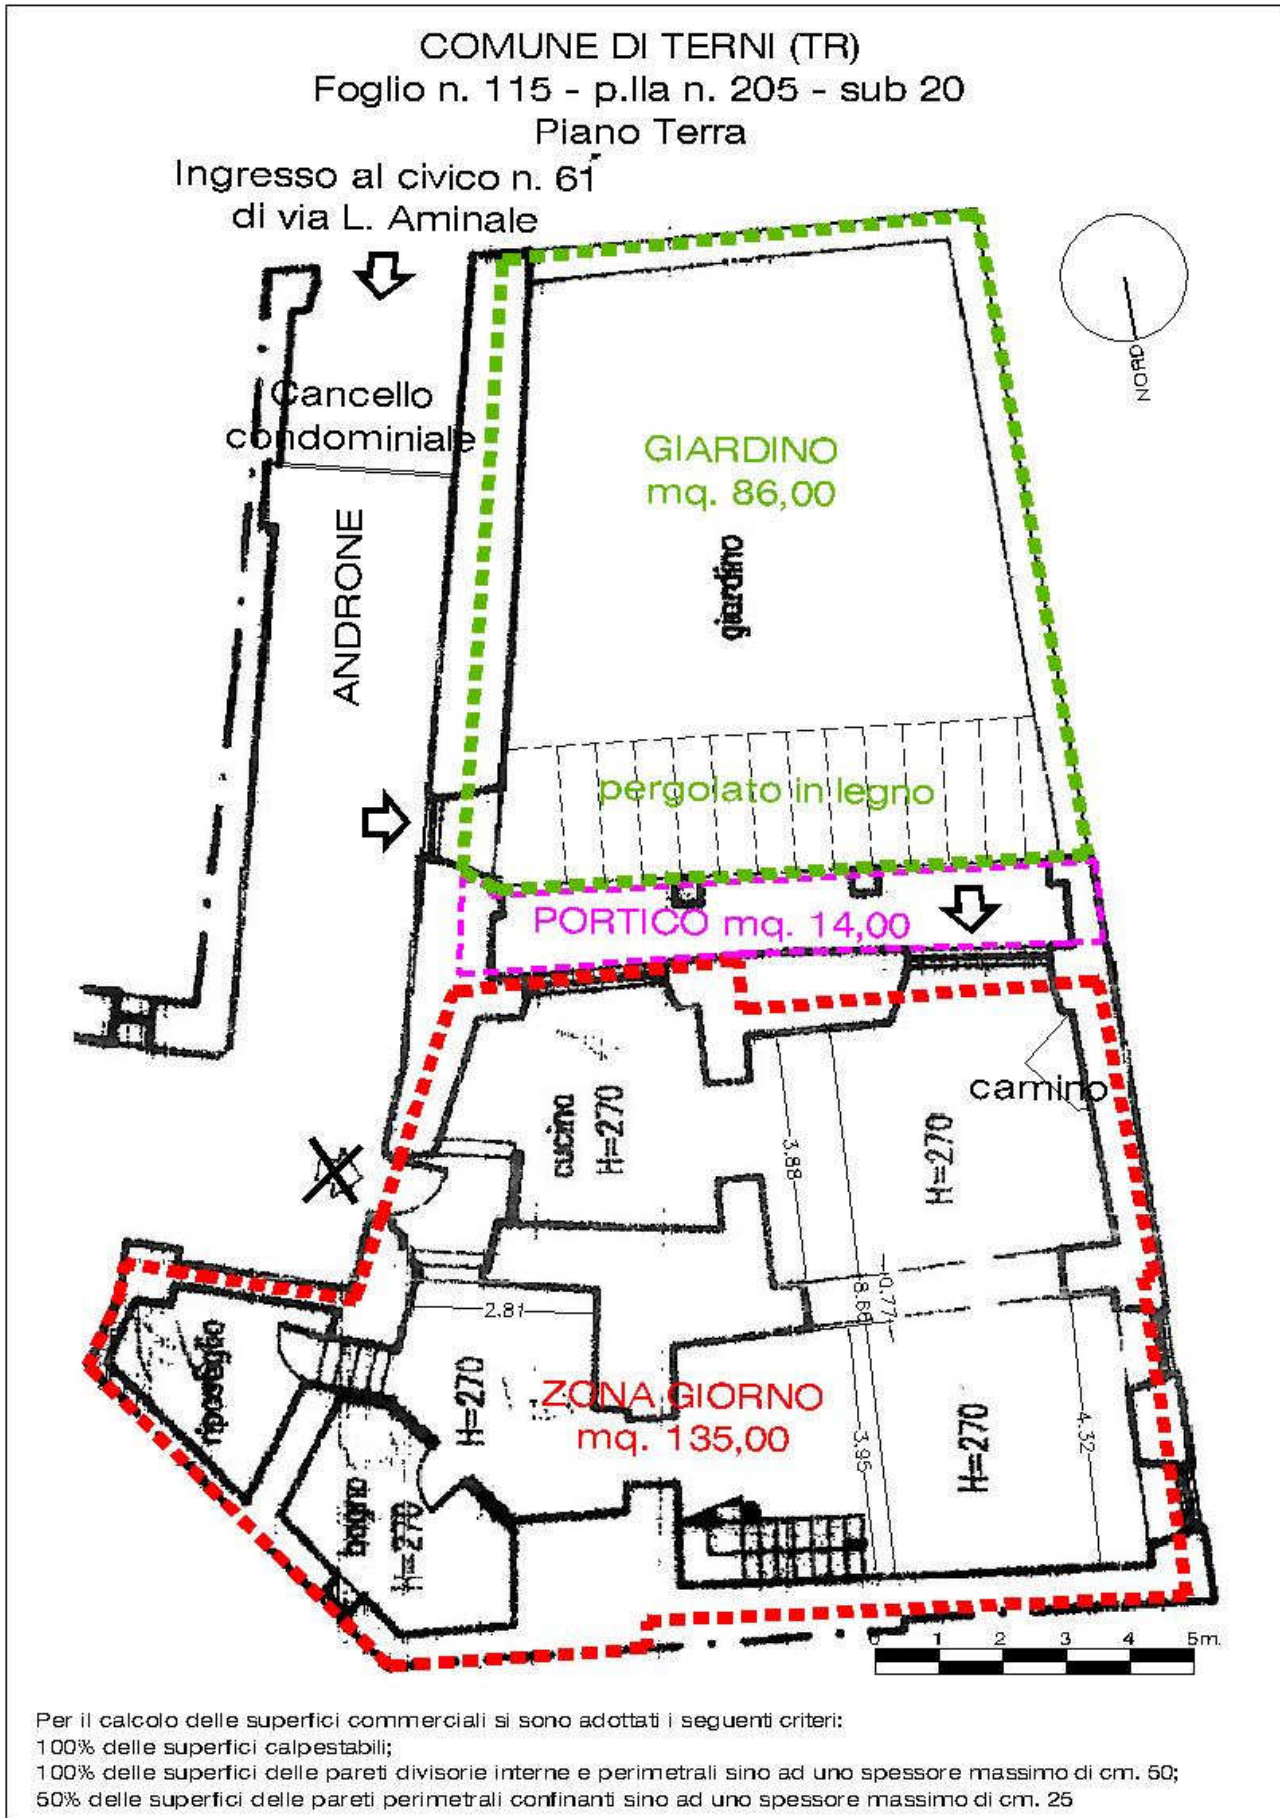 COMUNE DI TERNI (TR)
Foglio n. 115 - p.lla n. 205 - sub 20
Piano Terra
Ingresso al civico n. 61
di via L. Aminale
NORD
Cancello
condominiale
GIARDINO
mq. 86,00
giardino
ANDRONE
pergolato in legno
PORTICO mq. 14,00
camino
cucina
H=270
3.88
H=270
2.81
8.60
0.77
ripostiglio
H=270
ZONA GIORNO
mq. 135,00
3.95
H=270
4.32
bagno
H=270
0 1 2 3 4 5m.
Per il calcolo delle superfici commerciali si sono adottati i seguenti criteri:
100% delle superfici calpestabili;
100% delle superfici delle pareti divisorie interne e perimetrali sino ad uno spessore massimo di cm. 50;
50% delle superfici delle pareti perimetrali confinanti sino ad uno spessore massimo di cm. 25